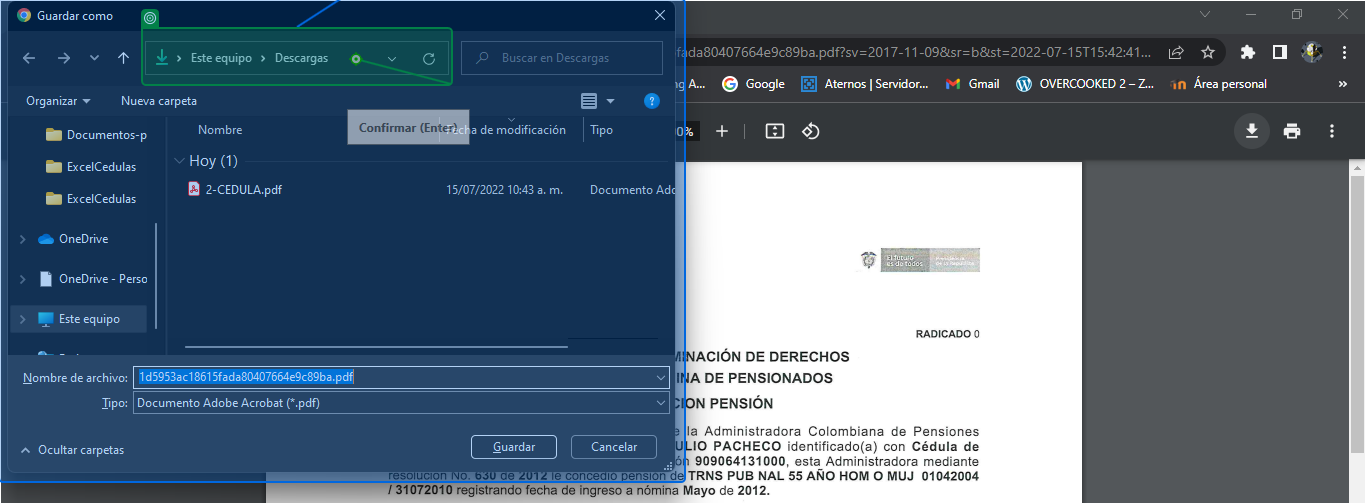 Guardar como
Este equipo
Descargas
Buscar en Descargas
Organizar
Nueva carpeta
Confirmar (Enter)
Nombre
Fecha de modificación
Tipo
Documentos-p
ExcelCedulas
ExcelCedulas
OneDrive
OneDrive - Perso
Este equipo
Hoy (1)
2-CEDULA.pdf
15/07/2022 10:43 a. m.
Documento Ado
Nombre de archivo:
1d5953ac18615fada80407664e9c89ba.pdf
Tipo:
Documento Adobe Acrobat (*.pdf)
Ocultar carpetas
Guardar
Cancelar
fada80407664e9c89ba.pdf?sv=2017-11-09&sr=b&st=2022-07-15T15:42:41...
ng A...
Google
Aternos | Servidor...
Gmail
OVERCOOKED 2 – Z...
Área personal
»
0%
El futuro es de todos
Presidencia de la República
RADICADO 0
MINACIÓN DE DERECHOS
INA DE PENSIONADOS
CION PENSIÓN
e la Administradora Colombiana de Pensiones
ULIO PACHECO identificado(a) con Cédula de
ón 909064131000, esta Administradora mediante
resolución No. 630 de 2012 le concedió pensión de TRNS PUB NAL 55 AÑO HOM O MUJ 01042004
/ 31072010 registrando fecha de ingreso a nómina Mayo de 2012.